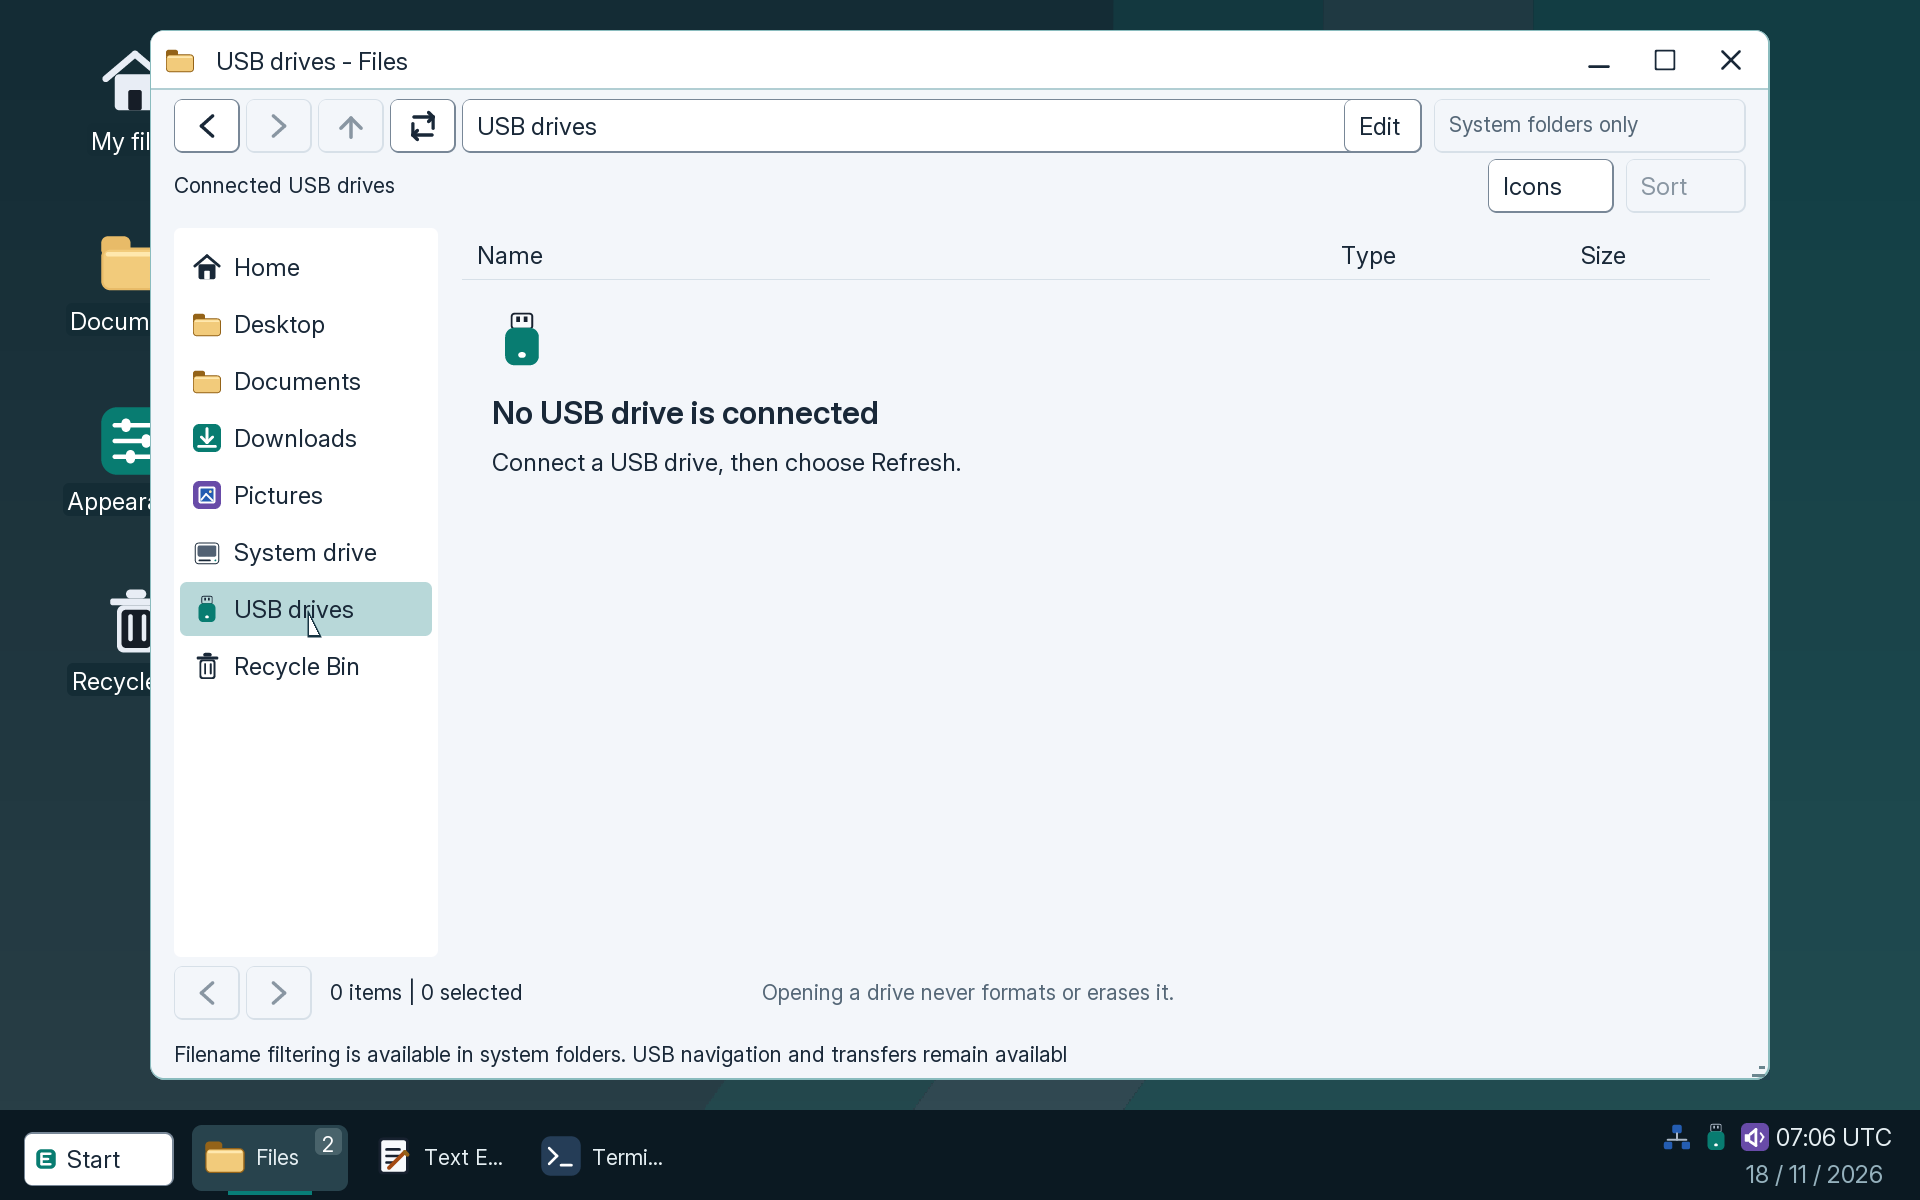 USB drives - Files
USB drives
Edit
System folders only
Connected USB drives
Icons
Sort
My fil
Docum
Appeara
Recycle
Home
Desktop
Documents
Downloads
Pictures
System drive
USB drives
Recycle Bin
Name Type Size
No USB drive is connected
Connect a USB drive, then choose Refresh.
0 items | 0 selected
Opening a drive never formats or erases it.
Filename filtering is available in system folders. USB navigation and transfers remain availabl
E Start
Files 2
Text E...
Termi...
07:06 UTC
18 / 11 / 2026